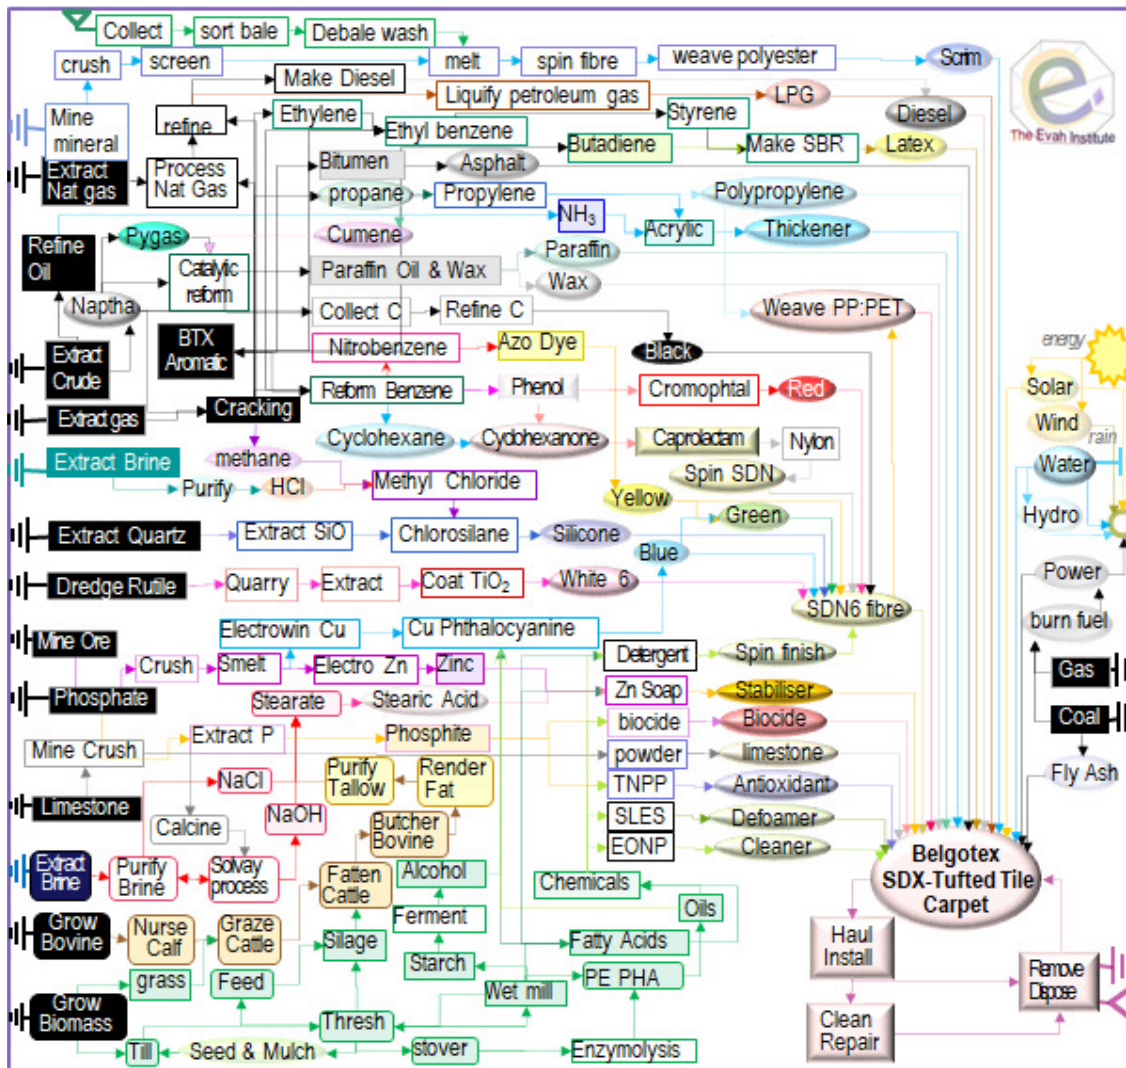 Collect
sort bale
Debale wash
crush
screen
melt
spin fibre
weave polyester
Scrim
Make Diesel
Liquify petroleum gas
LPG
Mine
mineral
refine
Ethylene
Ethyl benzene
Styrene
Diesel
The Evah Institute
Butadiene
Make SBR
Latex
Extract
Nat gas
Process
Nat Gas
Bitumen
Asphalt
propane
Propylene
Polypropylene
NH3
Acrylic
Thickener
Refine
Oil
Pygas
Cumene
Paraffin
Catalytic
reform
Paraffin Oil & Wax
Wax
Naptha
Collect C
Refine C
Weave PP:PET
BTX
Aromatic
Nitrobenzene
Azo Dye
Black
energy
Extract
Crude
Reform Benzene
Phenol
Cromophtal
Red
Solar
Extract gas
Cracking
Wind
Cyclohexane
Cyclohexanone
Caprolactam
Nylon
rain
Extract Brine
methane
Spin SDN
Water
Purify
HCl
Methyl Chloride
Yellow
Green
Hydro
Extract Quartz
Extract SiO
Chlorosilane
Silicone
Blue
Dredge Rutile
Quarry
Extract
Coat TiO2
White 6
SDN6 fibre
Power
burn fuel
Mine Ore
Electrowin Cu
Cu Phthalocyanine
Crush
Smelt
Electro Zn
Zinc
Detergent
Spin finish
Gas
Phosphate
Stearate
Stearic Acid
Zn Soap
Stabiliser
Coal
Extract P
Phosphite
biocide
Biocide
Mine Crush
powder
limestone
Fly Ash
NaCl
Purify
Tallow
Render
Fat
TNPP
Antioxidant
Limestone
Calcine
NaOH
Butcher
Bovine
SLES
Defoamer
EONP
Cleaner
Extract
Brine
Purify
Brine
Solvay
process
Fatten
Cattle
Alcohol
Chemicals
Oils
Belgotex
SDX-Tufted Tile
Carpet
Grow
Bovine
Nurse
Calf
Graze
Cattle
Ferment
Silage
Fatty Acids
Haul
Install
grass
Feed
Starch
Wet mill
PE PHA
Remove
Dispose
Grow
Biomass
Thresh
Clean
Repair
Till
Seed & Mulch
stover
Enzymolysis